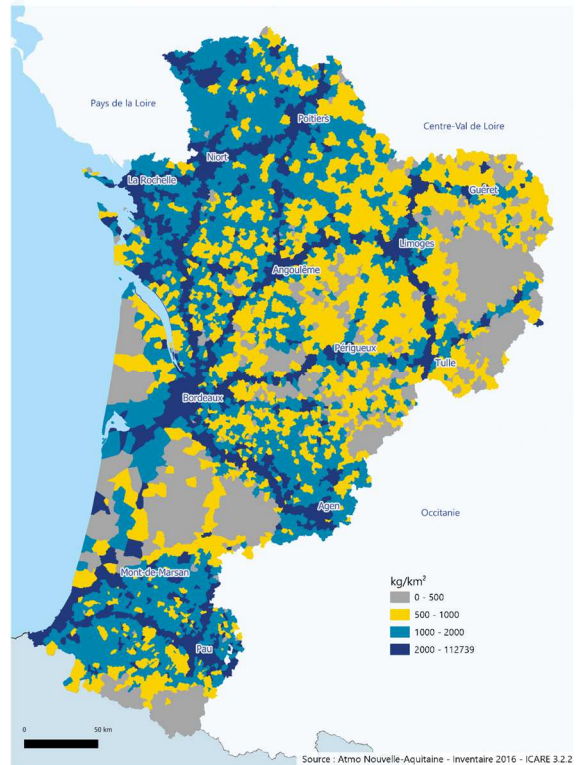 Pays de la Loire
Poitiers
Centre-Val de Loire
Niort
La Rochelle
Guéret
Limoges
Angoulême
Périgueux
Tulle
Bordeaux
Agen
Occitanie
Mont-de-Marsan
Pau
kg/km²
0 - 500
500 - 1000
1000 - 2000
2000 - 112739
0 50 km
Source : Atmo Nouvelle-Aquitaine - Inventaire 2016 - ICARE 3.2.2